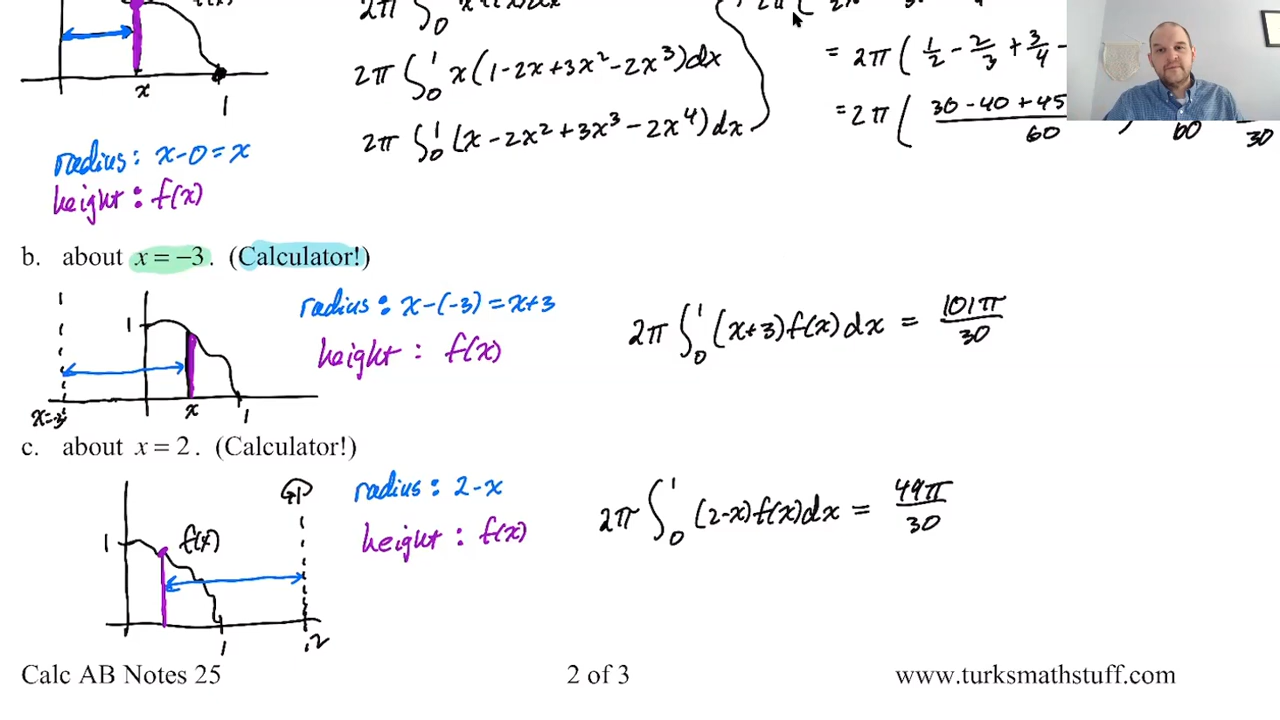 x
1
radius: x-0=x
height: f(x)
2π ∫₀¹ x(1-2x+3x²-2x³)dx
2π ∫₀¹ (x-2x²+3x³-2x⁴)dx
= 2π ( 1/2 - 2/3 + 3/4 -
= 2π ( 30-40+45 / 60
60
30
b. about x = −3. (Calculator!)
1
x=-3
x
1
radius: x-(-3)=x+3
height: f(x)
2π ∫₀¹ (x+3)f(x)dx = 101π/30
c. about x = 2. (Calculator!)
1
f(x)
1
2
radius: 2-x
height: f(x)
2π ∫₀¹ (2-x)f(x)dx = 49π/30
Calc AB Notes 25
2 of 3
www.turksmathstuff.com